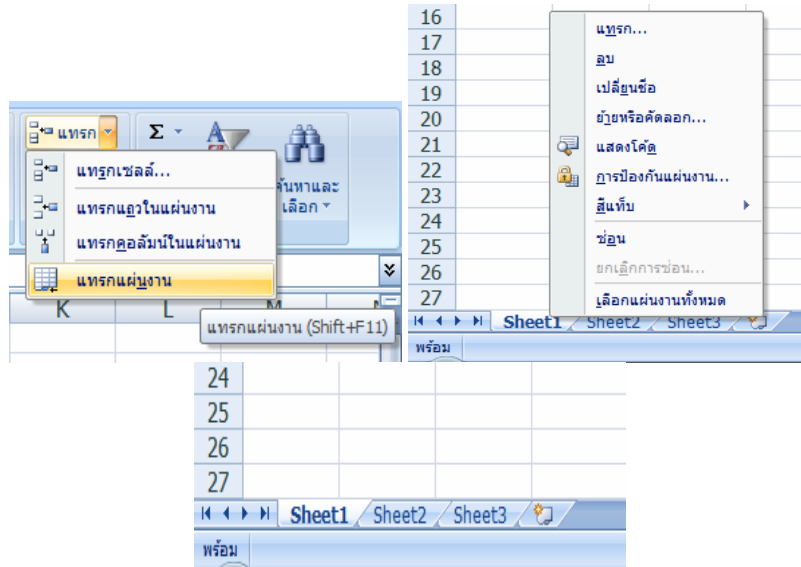 แทรก
Σ
แทรกเซลล์...
แทรกแถวในแผ่นงาน
แทรกคอลัมน์ในแผ่นงาน
แทรกแผ่นงาน
ค้นหาและ
เลือก
K L M
แทรกแผ่นงาน (Shift+F11)
16
17
18
19
20
21
22
23
24
25
26
27
แทรก...
ลบ
เปลี่ยนชื่อ
ย้ายหรือคัดลอก...
แสดงโค้ด
การป้องกันแผ่นงาน...
สีแท็บ
ซ่อน
ยกเลิกการซ่อน...
เลือกแผ่นงานทั้งหมด
Sheet1 Sheet2 Sheet3
พร้อม
24
25
26
27
Sheet1 Sheet2 Sheet3
พร้อม